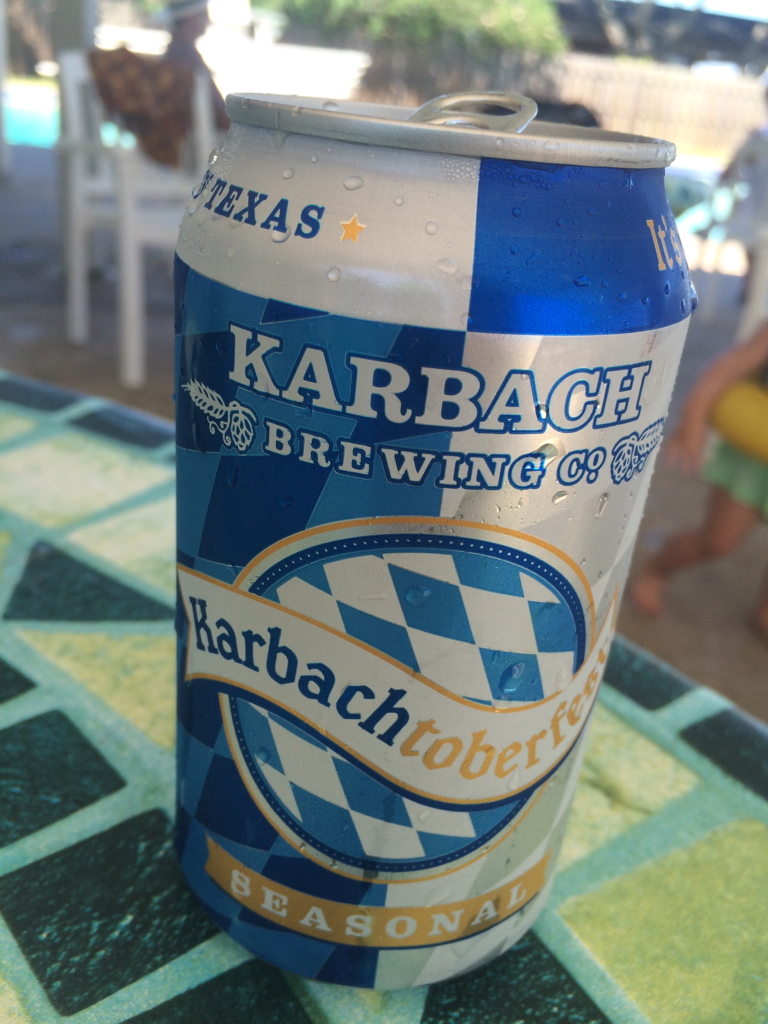 TEXAS
It's
KARBACH
BREWING Co
Karbachtoberfest
SEASONAL